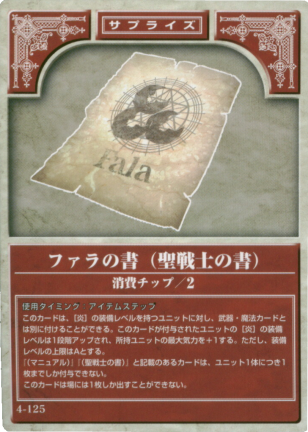 サプライズ
fala
ファラの書（聖戦士の書）
消費チップ／2
使用タイミング アイテムステップ
このカードは、［炎］の装備レベルを持つユニットに対し、武器・魔法カードと
は別に付けることができる。このカードが付与されたユニットの［炎］の装備
レベルは1段階アップされ、所持ユニットの最大気力を＋1する。ただし、装備
レベルの上限はAとする。
「（マニュアル）」「（聖戦士の書）」と記載のあるカードは、ユニット1体につき1
枚までしか付与できない。
このカードは場には1枚しか出すことができない。
4-125